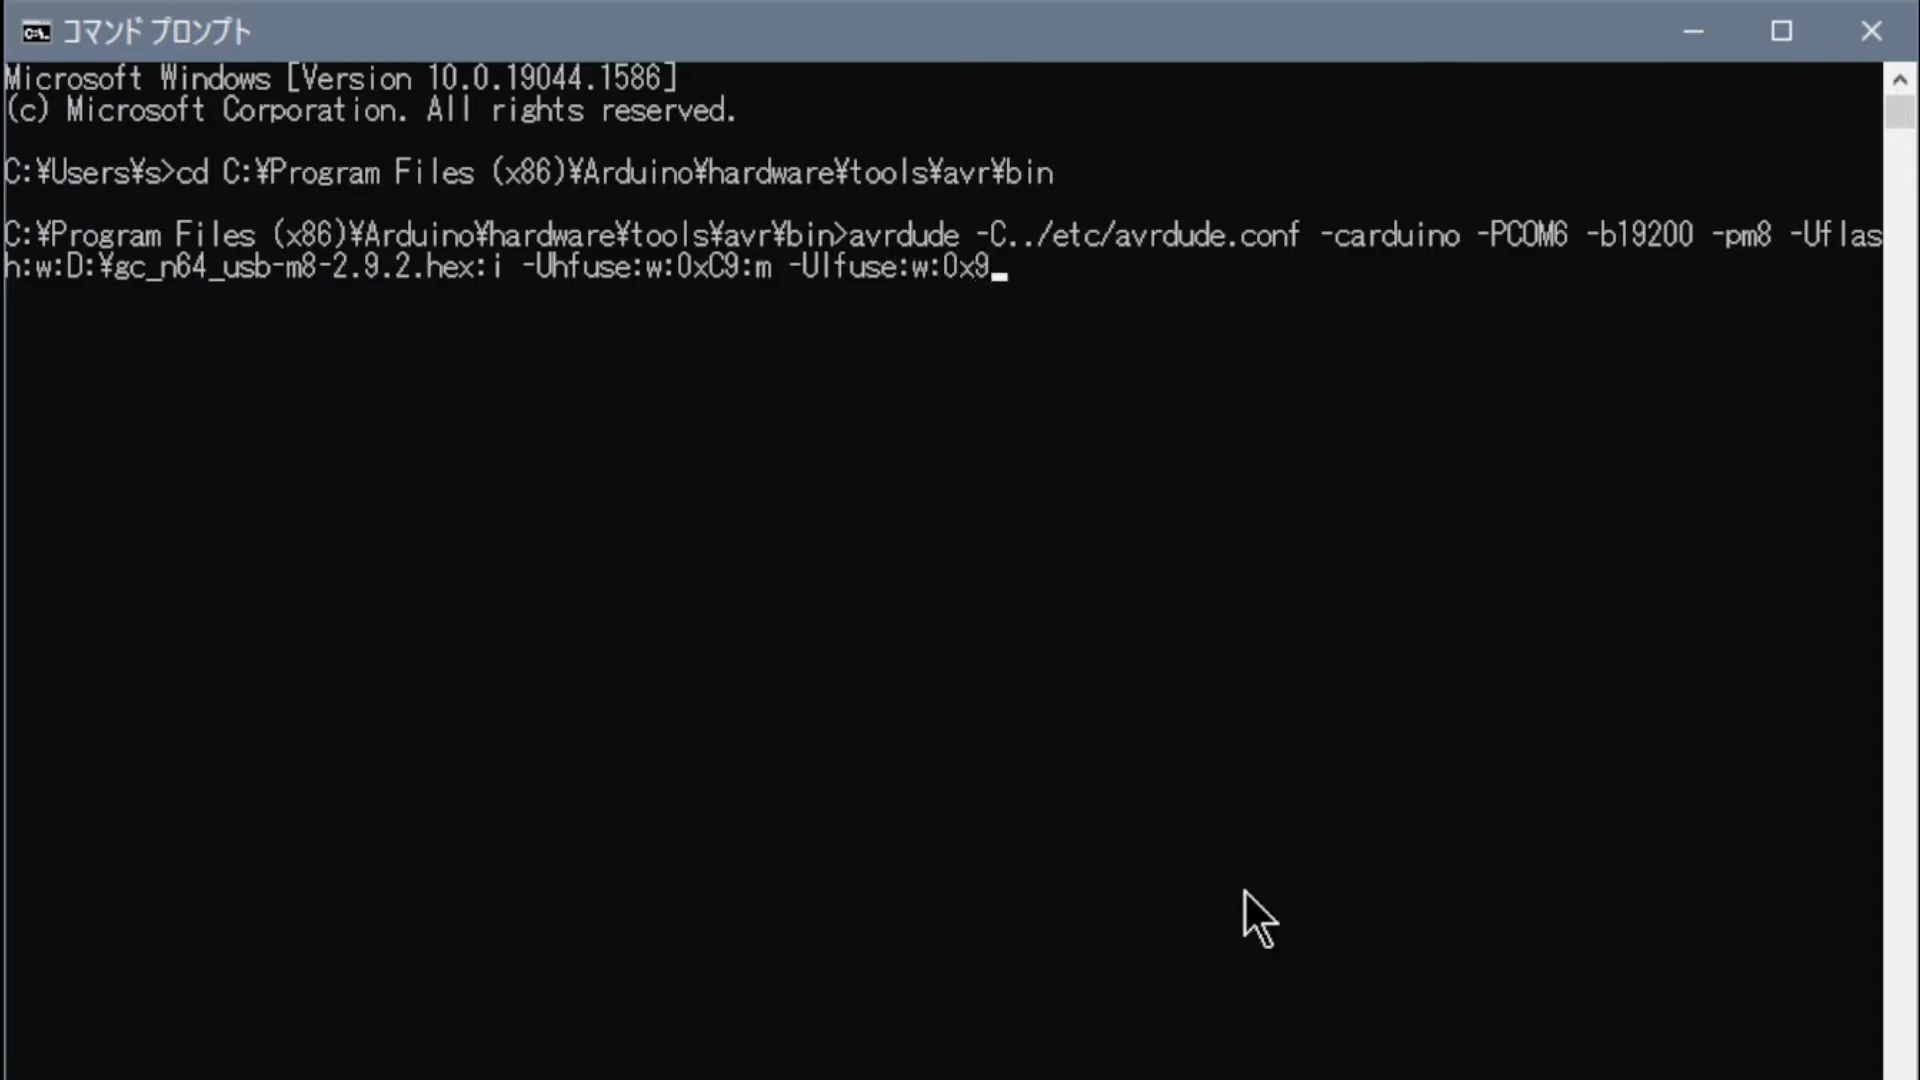 コマンド プロンプト
Microsoft Windows [Version 10.0.19044.1586]
(c) Microsoft Corporation. All rights reserved.
C:¥Users¥s>cd C:¥Program Files (x86)¥Arduino¥hardware¥tools¥avr¥bin
C:¥Program Files (x86)¥Arduino¥hardware¥tools¥avr¥bin>avrdude -C../etc/avrdude.conf -carduino -PCOM6 -b19200 -pm8 -Uflas
h:w:D:¥gc_n64_usb-m8-2.9.2.hex:i -Uhfuse:w:0xC9:m -Ulfuse:w:0x9